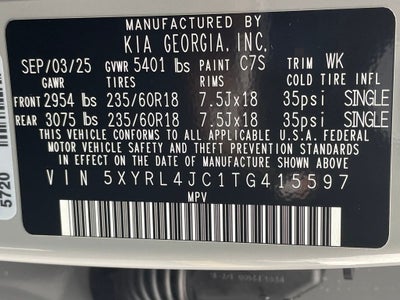 MFD BY
KIA GEORGIA, INC.
SEP/03/25 GVWR 5401 lbs PAINT C7S TRIM WK
GAWR TIRES RIMS COLD TIRE INFL
FRONT 2954 lbs 235/60R18 7.5Jx18 35psi SINGLE
REAR 3075 lbs 235/60R18 7.5Jx18 35psi SINGLE
THIS VEHICLE CONFORMS TO ALL APPLICABLE U.S.A. FEDERAL
MOTOR VEHICLE SAFETY AND THEFT PREVENTION STANDARDS
IN EFFECT ON THE DATE OF MANUFACTURE SHOWN ABOVE.
VIN 5XYRL4JC1TG415597
MPV
5720